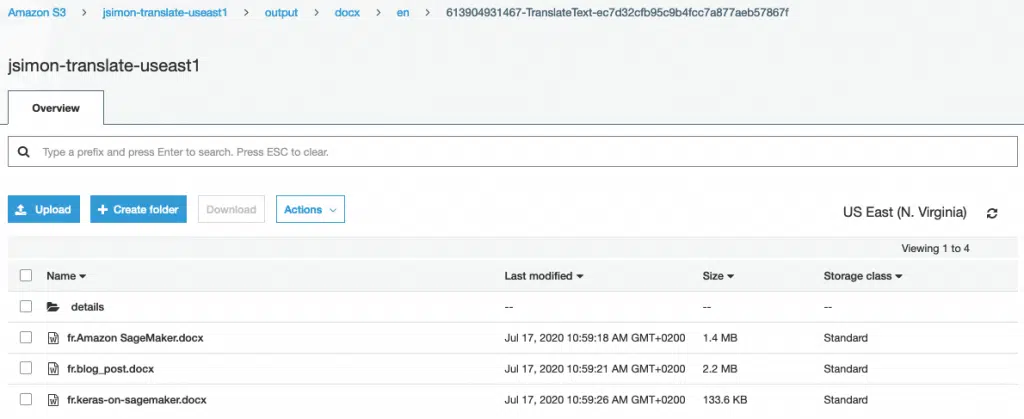 Amazon S3 > jsimon-translate-useast1 > output > docx > en > 613904931467-TranslateText-ec7d32cfb95c9b4fcc7a877aeb57867f
jsimon-translate-useast1
Overview
Type a prefix and press Enter to search. Press ESC to clear.
Upload + Create folder Download Actions US East (N. Virginia)
Viewing 1 to 4
Name Last modified Size Storage class
details -- -- --
fr.Amazon SageMaker.docx Jul 17, 2020 10:59:18 AM GMT+0200 1.4 MB Standard
fr.blog_post.docx Jul 17, 2020 10:59:21 AM GMT+0200 2.2 MB Standard
fr.keras-on-sagemaker.docx Jul 17, 2020 10:59:26 AM GMT+0200 133.6 KB Standard